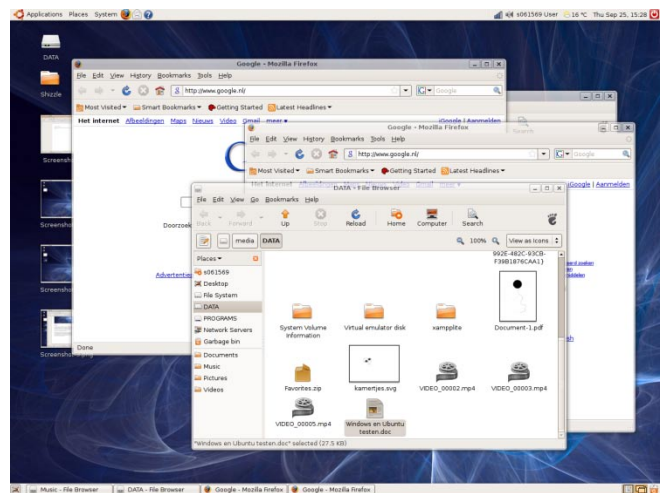 Applications Places System
s061569 User 16 °C Thu Sep 25, 15:28
DATA
Shizzle
Screensh
Screensho
Screensho
Google - Mozilla Firefox
File Edit View History Bookmarks Tools Help
http://www.google.nl/
Google
Most Visited Smart Bookmarks Getting Started Latest Headlines
Het internet Afbeeldingen Maps Nieuws Video Gmail meer
iGoogle | Aanmelden
Doorzoek
Advertentie
Done
Search
Google - Mozilla Firefox
File Edit View History Bookmarks Tools Help
http://www.google.nl/
Google
Most Visited Smart Bookmarks Getting Started Latest Headlines
iGoogle | Aanmelden
DATA - File Browser
File Edit View Go Bookmarks Help
Back Forward Up Stop Reload Home Computer Search
media DATA
100% View as Icons
Places
s061569
Desktop
File System
DATA
PROGRAMS
Network Servers
Garbage bin
Documents
Music
Pictures
Videos
992E-482C-93CB-
F39B1876CAA1}
System Volume
Information
Virtual emulator disk
xampplite
Document-1.pdf
Favorites.zip
kamertjes.svg
VIDEO_00002.mp4
VIDEO_00003.mp4
VIDEO_00005.mp4
Windows en Ubuntu
testen.doc
"Windows en Ubuntu testen.doc" selected (27.5 KB)
Music - File Browser
DATA - File Browser
Google - Mozilla Firefox
Google - Mozilla Firefox